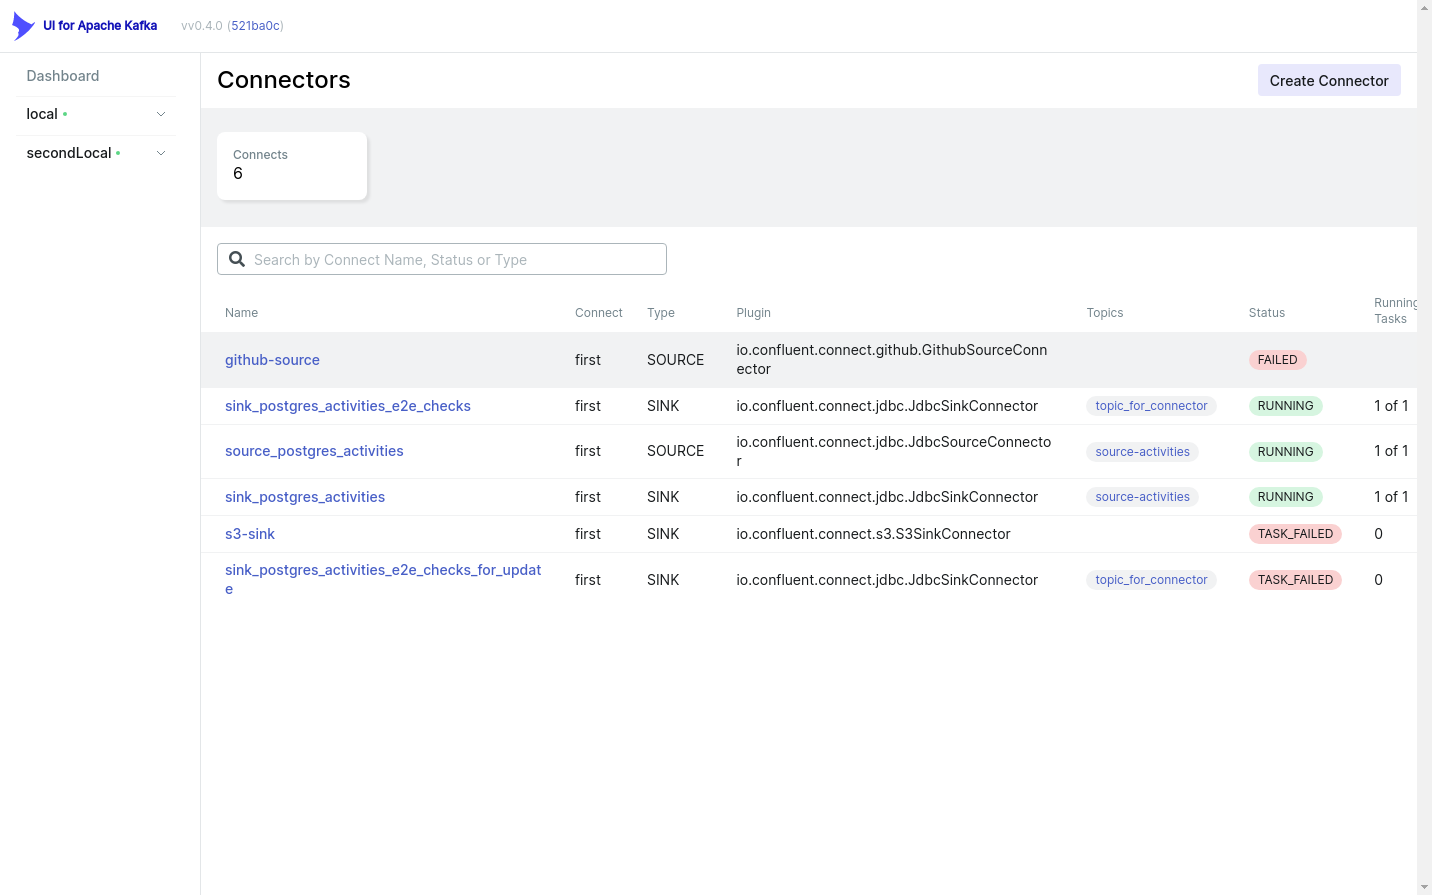 UI for Apache Kafka
vv0.4.0 (521ba0c)
Dashboard
local
secondLocal
Connectors
Create Connector
Connects
6
Search by Connect Name, Status or Type
Name Connect Type Plugin Topics Status Running Tasks
github-source first SOURCE io.confluent.connect.github.GithubSourceConn
ector FAILED
sink_postgres_activities_e2e_checks first SINK io.confluent.connect.jdbc.JdbcSinkConnector topic_for_connector RUNNING 1 of 1
source_postgres_activities first SOURCE io.confluent.connect.jdbc.JdbcSourceConnecto
r source-activities RUNNING 1 of 1
sink_postgres_activities first SINK io.confluent.connect.jdbc.JdbcSinkConnector source-activities RUNNING 1 of 1
s3-sink first SINK io.confluent.connect.s3.S3SinkConnector TASK_FAILED 0
sink_postgres_activities_e2e_checks_for_updat
e first SINK io.confluent.connect.jdbc.JdbcSinkConnector topic_for_connector TASK_FAILED 0